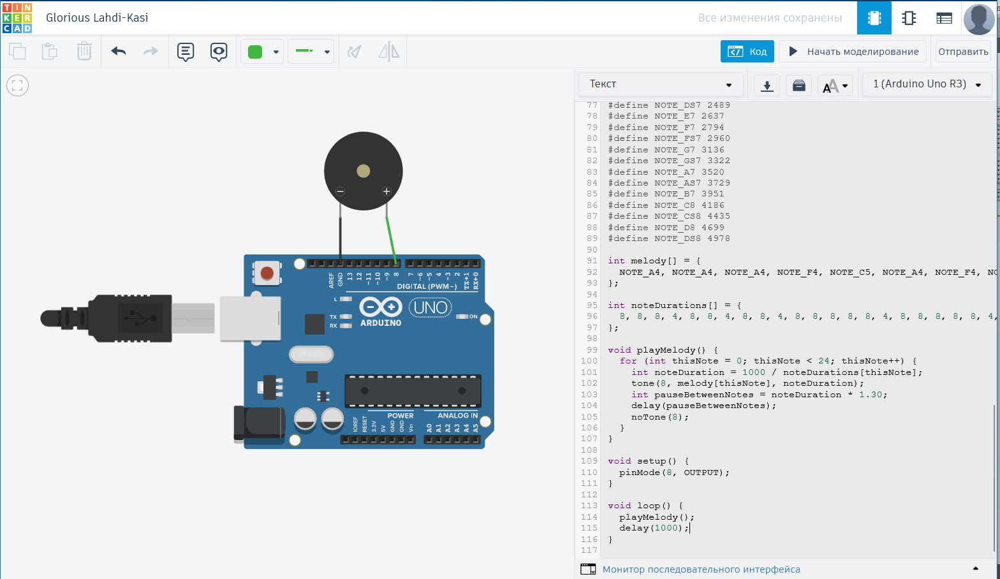 TIN
KER
CAD
Glorious Lahdi-Kasi
Все изменения сохранены
Код
Начать моделирование
Отправить
Текст
1 (Arduino Uno R3)
77 #define NOTE_DS7 2489
78 #define NOTE_E7 2637
79 #define NOTE_F7 2794
80 #define NOTE_FS7 2960
81 #define NOTE_G7 3136
82 #define NOTE_GS7 3322
83 #define NOTE_A7 3520
84 #define NOTE_AS7 3729
85 #define NOTE_B7 3951
86 #define NOTE_C8 4186
87 #define NOTE_CS8 4435
88 #define NOTE_D8 4699
89 #define NOTE_DS8 4978
90
91 int melody[] = {
92 NOTE_A4, NOTE_A4, NOTE_A4, NOTE_F4, NOTE_C5, NOTE_A4, NOTE_F4, NO
93 };
94
95 int noteDurations[] = {
96 8, 8, 8, 4, 8, 8, 4, 8, 8, 4, 8, 8, 8, 8, 8, 4, 8, 8, 8, 8, 8, 4,
97 };
98
99 void playMelody() {
100 for (int thisNote = 0; thisNote < 24; thisNote++) {
101 int noteDuration = 1000 / noteDurations[thisNote];
102 tone(8, melody[thisNote], noteDuration);
103 int pauseBetweenNotes = noteDuration * 1.30;
104 delay(pauseBetweenNotes);
105 noTone(8);
106 }
107 }
108
109 void setup() {
110 pinMode(8, OUTPUT);
111 }
112
113 void loop() {
114 playMelody();
115 delay(1000);
116 }
117
Монитор последовательного интерфейса
AREF
GND
13
12
~11
~10
~9
8
7
~6
~5
4
~3
2
TX→1
RX←0
DIGITAL (PWM~)
L
TX
RX
ARDUINO
UNO
ON
POWER
ANALOG IN
IOREF
RESET
3.3V
5V
GND
GND
Vin
A0
A1
A2
A3
A4
A5